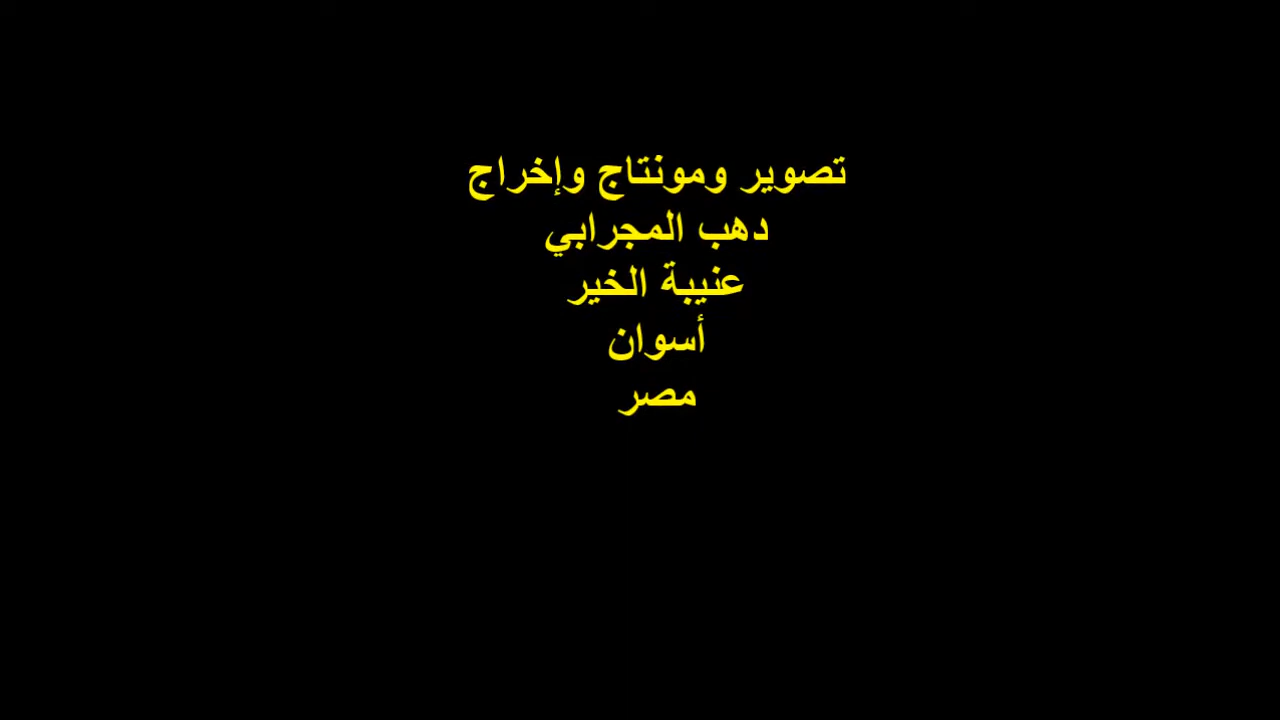 تصوير ومونتاج وإخراج
دهب المجرابي
عنيبة الخير
أسوان
مصر